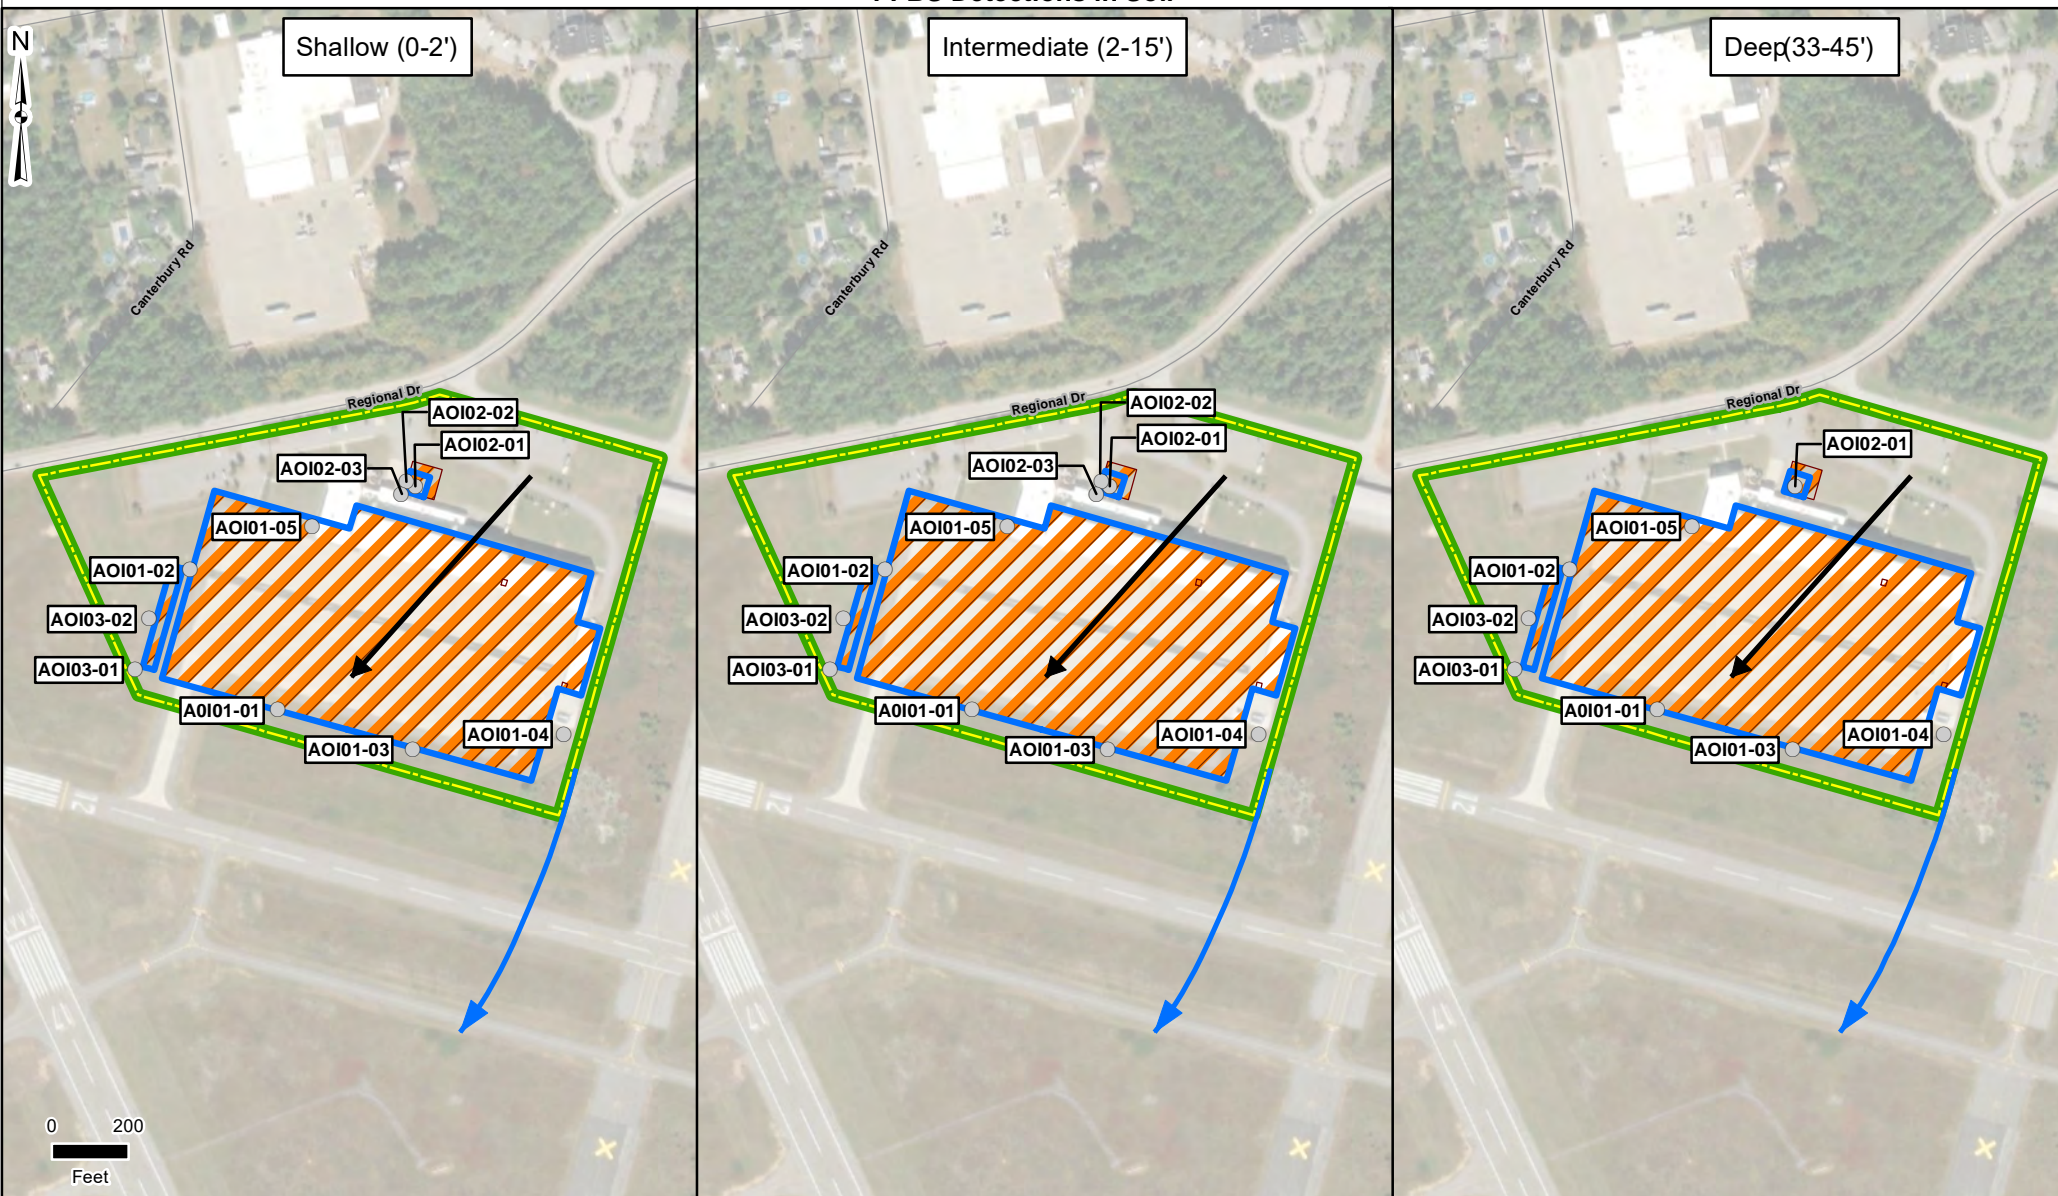 N
Shallow (0-2')
Canterbury Rd
Regional Dr
AOI02-02
AOI02-01
AOI02-03
AOI01-05
AOI01-02
AOI03-02
AOI03-01
A0I01-01
AOI01-03
AOI01-04
0 200
Feet
Intermediate (2-15')
Canterbury Rd
Regional Dr
AOI02-02
AOI02-01
AOI02-03
AOI01-05
AOI01-02
AOI03-02
AOI03-01
A0I01-01
AOI01-03
AOI01-04
Deep(33-45')
Canterbury Rd
Regional Dr
AOI02-01
AOI01-05
AOI01-02
AOI03-02
AOI03-01
A0I01-01
AOI01-03
AOI01-04